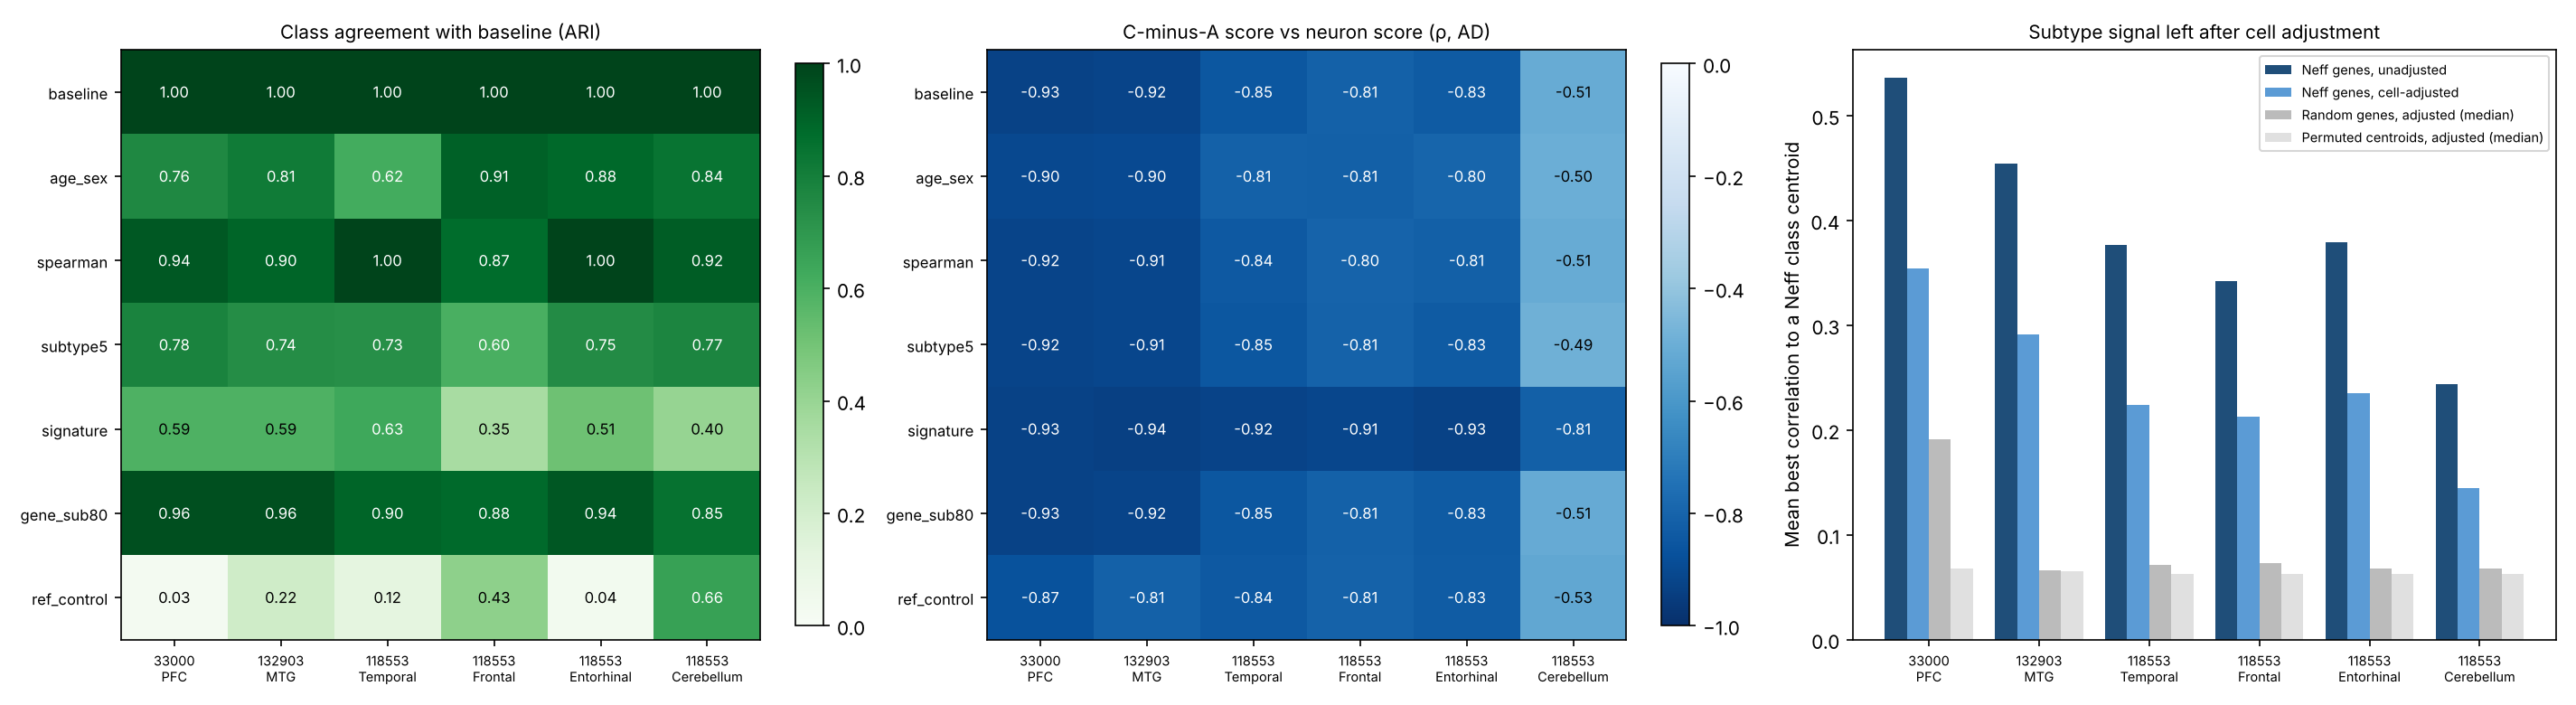 Class agreement with baseline (ARI)
baseline 1.00 1.00 1.00 1.00 1.00 1.00
age_sex 0.76 0.81 0.62 0.91 0.88 0.84
spearman 0.94 0.90 1.00 0.87 1.00 0.92
subtype5 0.78 0.74 0.73 0.60 0.75 0.77
signature 0.59 0.59 0.63 0.35 0.51 0.40
gene_sub80 0.96 0.96 0.90 0.88 0.94 0.85
ref_control 0.03 0.22 0.12 0.43 0.04 0.66
33000 132903 118553 118553 118553 118553
PFC MTG Temporal Frontal Entorhinal Cerebellum
1.0
0.8
0.6
0.4
0.2
0.0
C-minus-A score vs neuron score (ρ, AD)
baseline -0.93 -0.92 -0.85 -0.81 -0.83 -0.51
age_sex -0.90 -0.90 -0.81 -0.81 -0.80 -0.50
spearman -0.92 -0.91 -0.84 -0.80 -0.81 -0.51
subtype5 -0.92 -0.91 -0.85 -0.81 -0.83 -0.49
signature -0.93 -0.94 -0.92 -0.91 -0.93 -0.81
gene_sub80 -0.93 -0.92 -0.85 -0.81 -0.83 -0.51
ref_control -0.87 -0.81 -0.84 -0.81 -0.83 -0.53
33000 132903 118553 118553 118553 118553
PFC MTG Temporal Frontal Entorhinal Cerebellum
0.0
−0.2
−0.4
−0.6
−0.8
−1.0
Subtype signal left after cell adjustment
Mean best correlation to a Neff class centroid
0.5
0.4
0.3
0.2
0.1
0.0
Neff genes, unadjusted
Neff genes, cell-adjusted
Random genes, adjusted (median)
Permuted centroids, adjusted (median)
33000 132903 118553 118553 118553 118553
PFC MTG Temporal Frontal Entorhinal Cerebellum